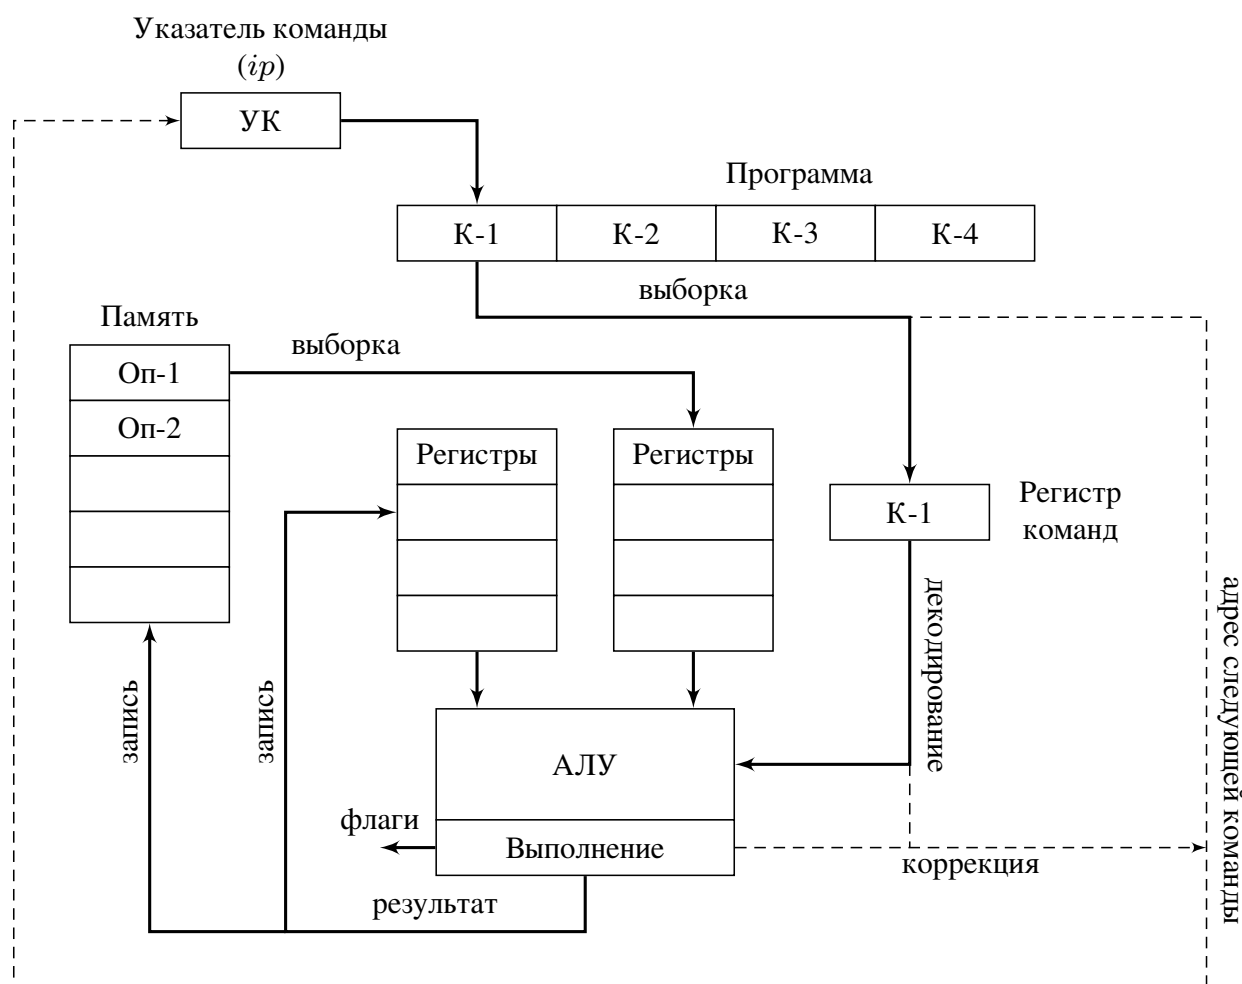 Указатель команды
(ip)
УК
Программа
К-1
К-2
К-3
К-4
выборка
Память
выборка
Оп-1
Оп-2
Регистры
Регистры
К-1
Регистр
команд
декодирование
адрес следующей команды
запись
запись
АЛУ
флаги
Выполнение
коррекция
результат